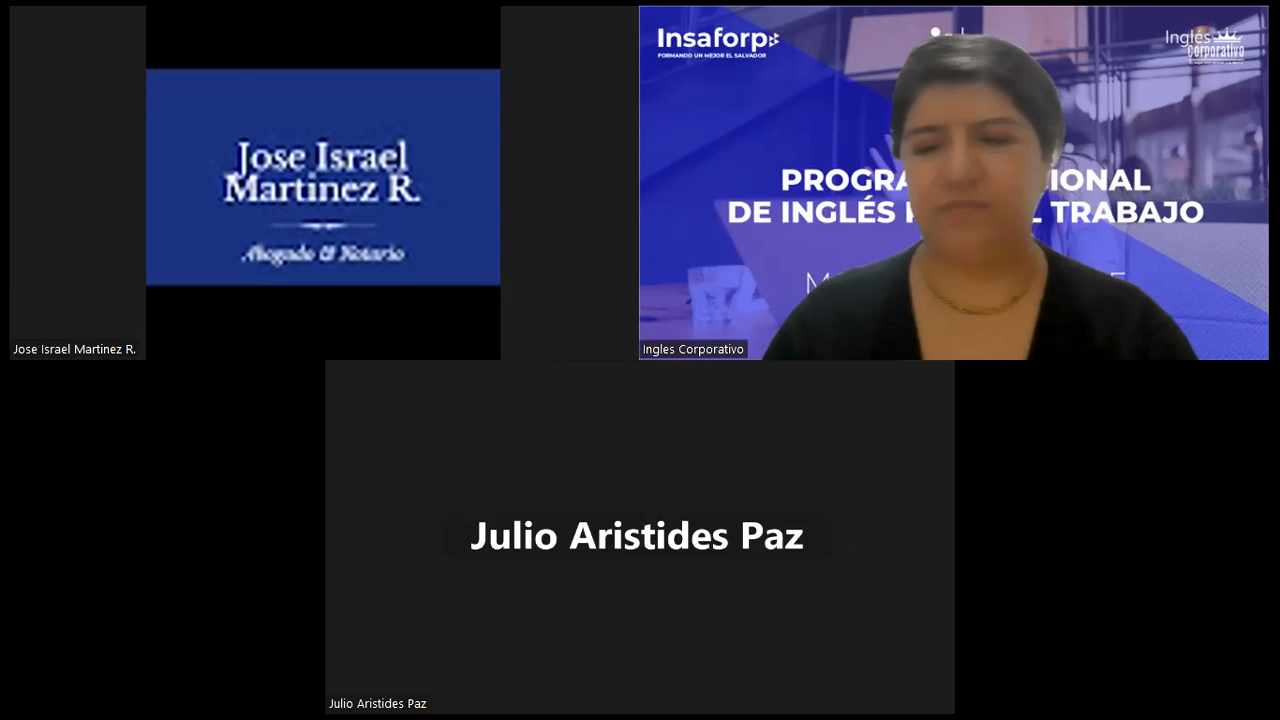 Jose Israel
Martinez R.
Abogado & Notario
Jose Israel Martinez R.
Insaforp
FORMANDO UN MEJOR EL SALVADOR
Inglés
Corporativo
PROGRA IONAL
DE INGLÉS L TRABAJO
Ingles Corporativo
Julio Aristides Paz
Julio Aristides Paz